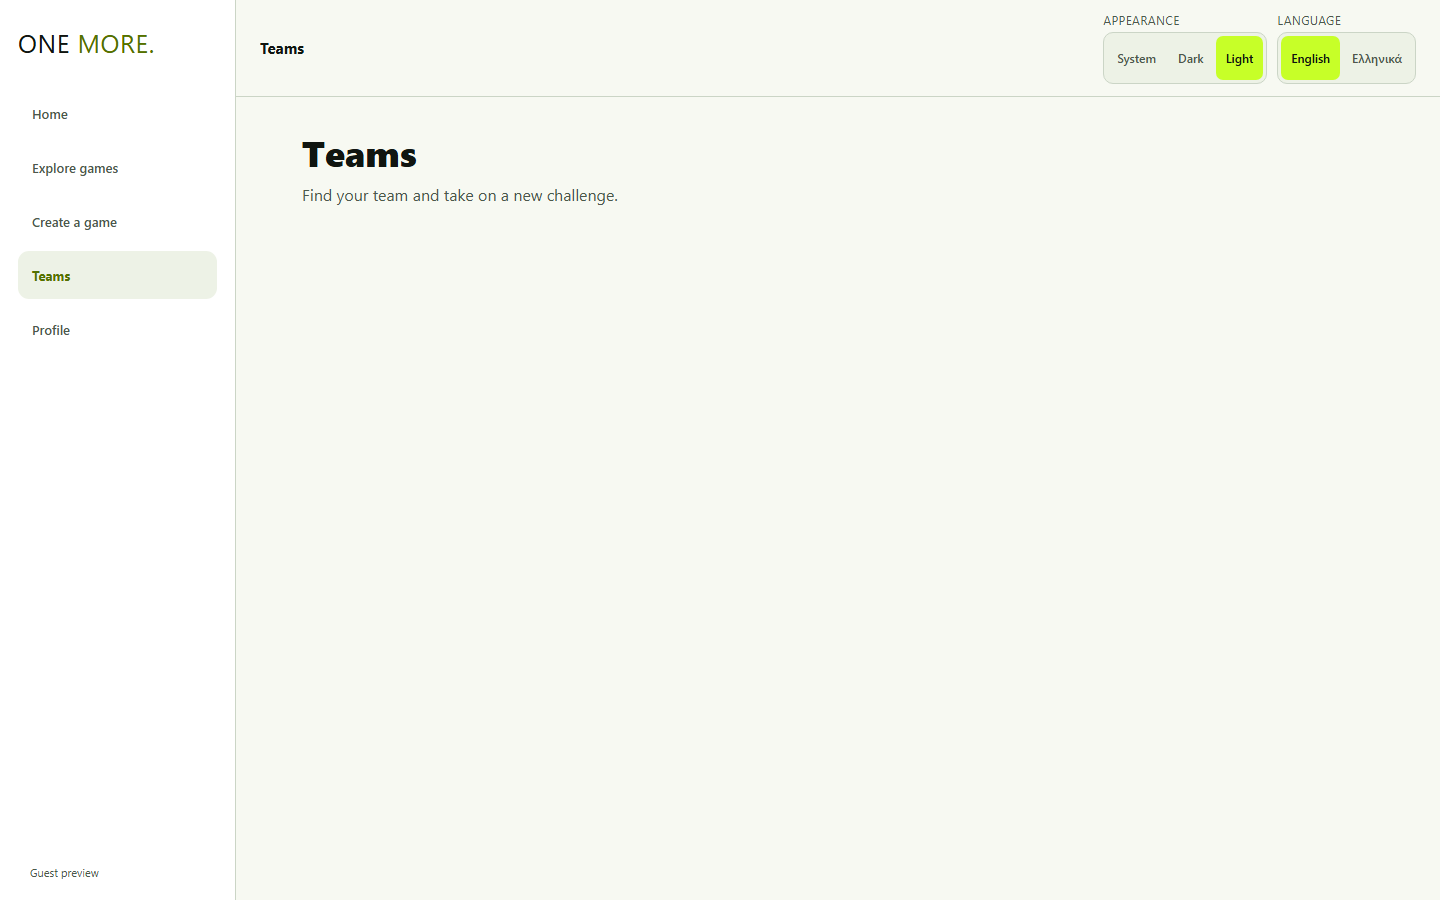 ONE MORE.
Home
Explore games
Create a game
Teams
Profile
Guest preview
Teams
APPEARANCE
System Dark Light
LANGUAGE
English Ελληνικά
Teams
Find your team and take on a new challenge.